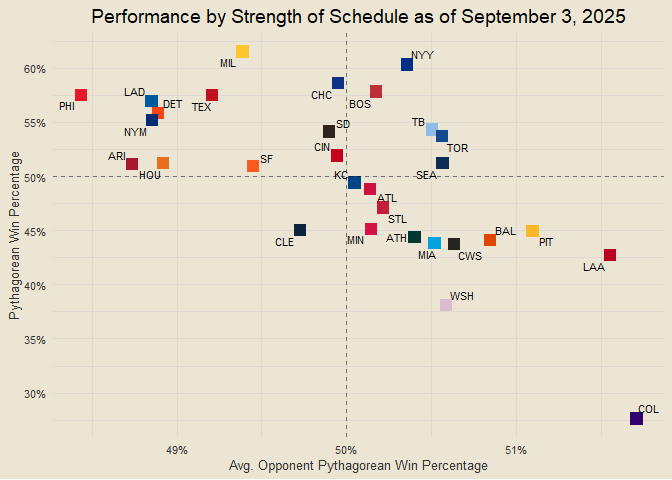 Performance by Strength of Schedule as of September 3, 2025
MIL
NYY
60%
PHI
LAD
DET
TEX
CHC
BOS
NYM
55%
SD
TB
TOR
CIN
ARI
HOU
SF
50%
KC
SEA
ATL
STL
45%
CLE
MIN
ATH
MIA
CWS
BAL
PIT
LAA
40%
WSH
35%
30%
COL
49%
50%
51%
Avg. Opponent Pythagorean Win Percentage
Pythagorean Win Percentage